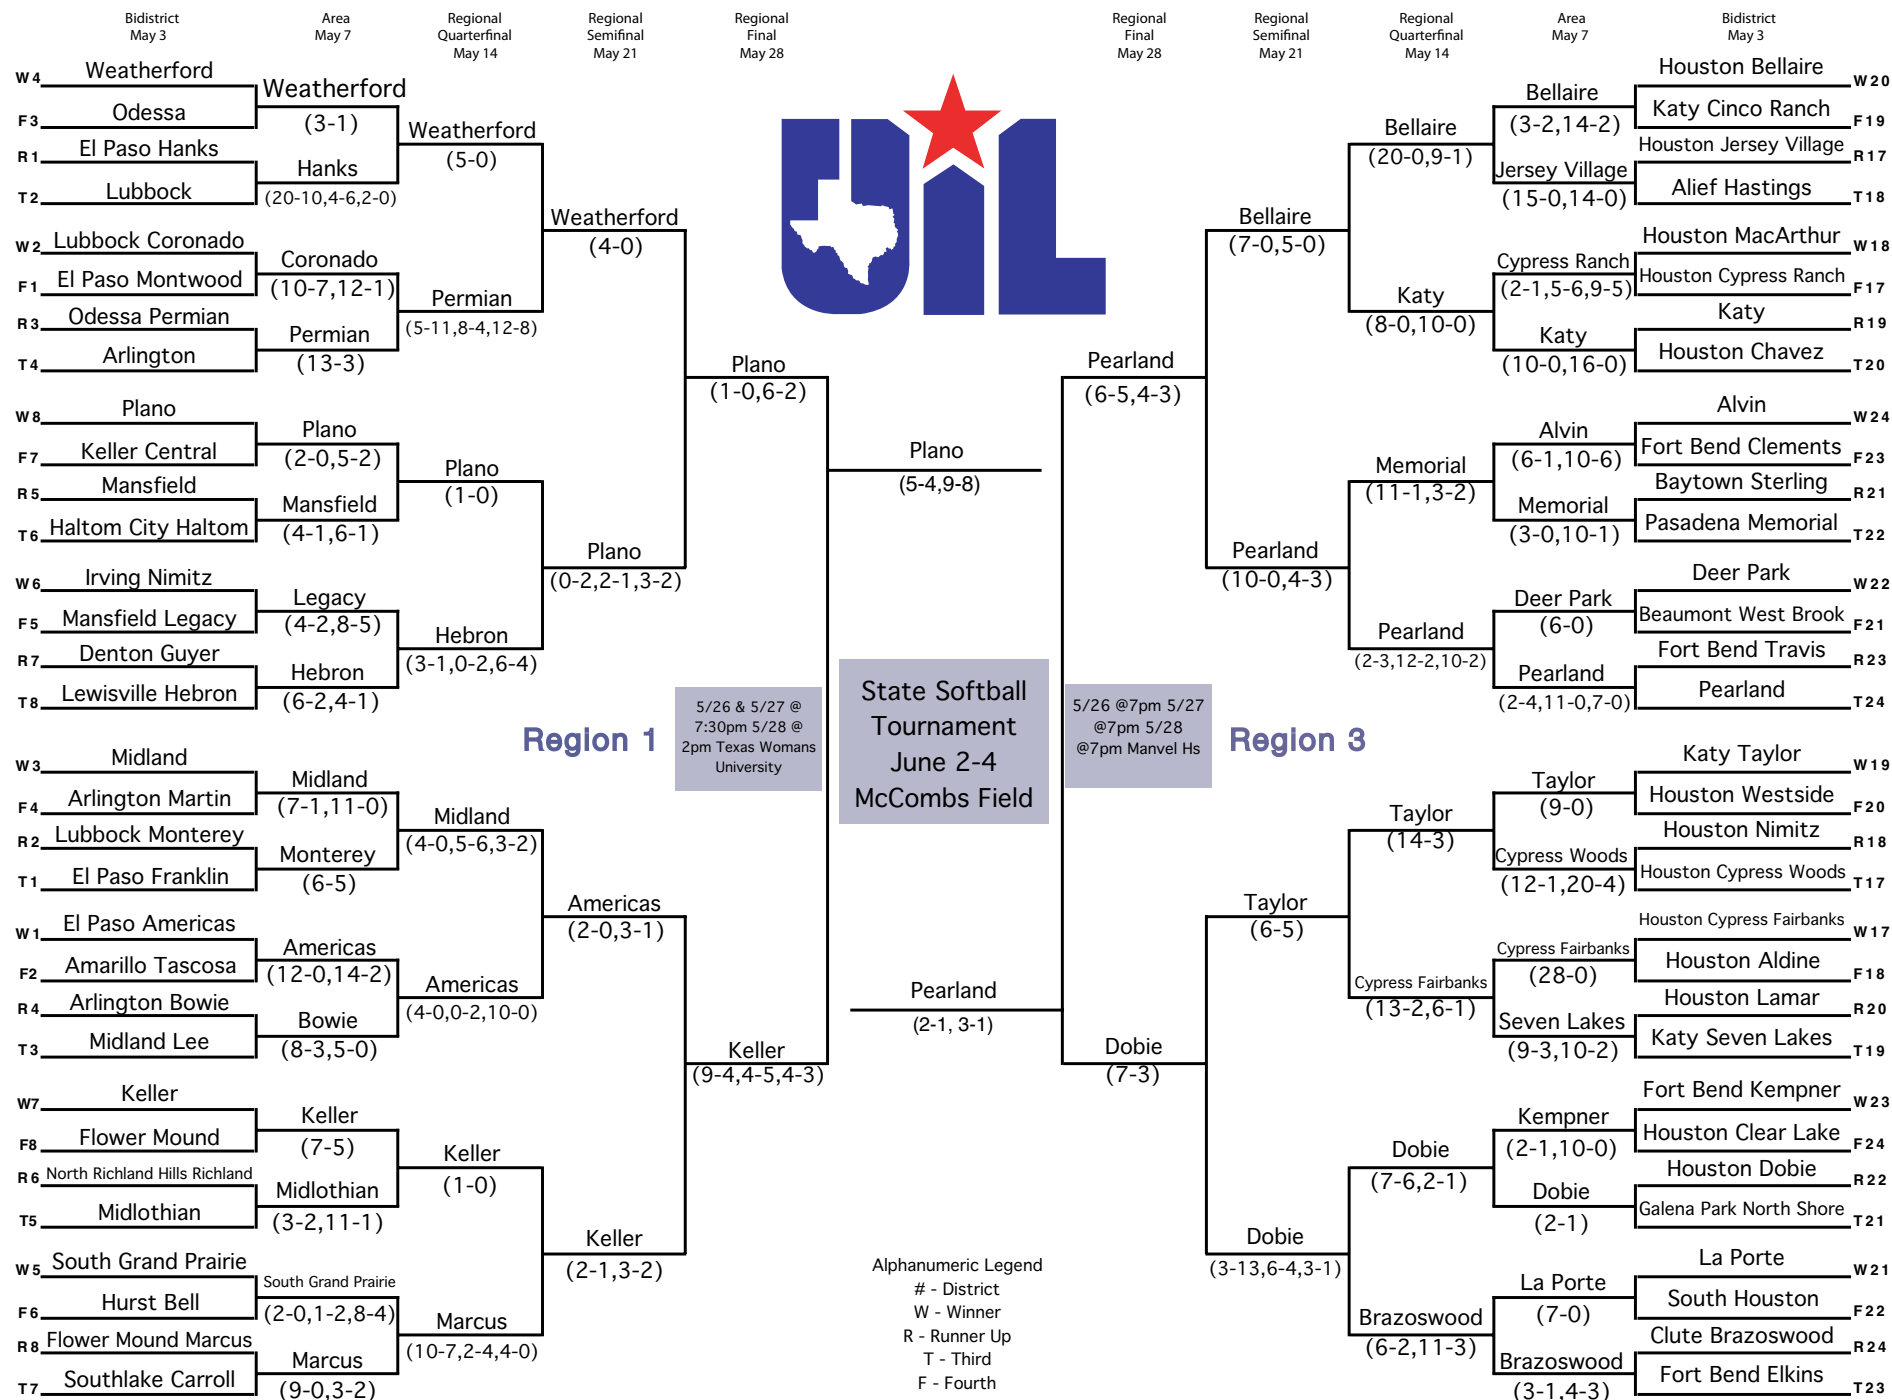 Bidistrict
May 3
Area
May 7
Regional
Quarterfinal
May 14
Regional
Semifinal
May 21
Regional
Final
May 28
Regional
Final
May 28
Regional
Semifinal
May 21
Regional
Quarterfinal
May 14
Area
May 7
Bidistrict
May 3
W4 Weatherford
F3 Odessa
R1 El Paso Hanks
T2 Lubbock
W2 Lubbock Coronado
F1 El Paso Montwood
R3 Odessa Permian
T4 Arlington
W8 Plano
F7 Keller Central
R5 Mansfield
T6 Haltom City Haltom
W6 Irving Nimitz
F5 Mansfield Legacy
R7 Denton Guyer
T8 Lewisville Hebron
W3 Midland
F4 Arlington Martin
R2 Lubbock Monterey
T1 El Paso Franklin
W1 El Paso Americas
F2 Amarillo Tascosa
R4 Arlington Bowie
T3 Midland Lee
W7 Keller
F8 Flower Mound
R6 North Richland Hills Richland
T5 Midlothian
W5 South Grand Prairie
F6 Hurst Bell
R8 Flower Mound Marcus
T7 Southlake Carroll
Weatherford
(3-1)
Hanks
(20-10,4-6,2-0)
Coronado
(10-7,12-1)
Permian
(13-3)
Plano
(2-0,5-2)
Mansfield
(4-1,6-1)
Legacy
(4-2,8-5)
Hebron
(6-2,4-1)
Midland
(7-1,11-0)
Monterey
(6-5)
Americas
(12-0,14-2)
Bowie
(8-3,5-0)
Keller
(7-5)
Midlothian
(3-2,11-1)
South Grand Prairie
(2-0,1-2,8-4)
Marcus
(9-0,3-2)
Weatherford
(5-0)
Permian
(5-11,8-4,12-8)
Plano
(1-0)
Hebron
(3-1,0-2,6-4)
Midland
(4-0,5-6,3-2)
Americas
(4-0,0-2,10-0)
Keller
(1-0)
Marcus
(10-7,2-4,4-0)
Weatherford
(4-0)
Plano
(0-2,2-1,3-2)
Americas
(2-0,3-1)
Keller
(2-1,3-2)
Plano
(1-0,6-2)
Keller
(9-4,4-5,4-3)
Region 1
5/26 & 5/27 @
7:30pm 5/28 @
2pm Texas Womans
University
UiL
Plano
(5-4,9-8)
State Softball
Tournament
June 2-4
McCombs Field
Pearland
(2-1, 3-1)
Alphanumeric Legend
# - District
W - Winner
R - Runner Up
T - Third
F - Fourth
5/26 @7pm 5/27
@7pm 5/28
@7pm Manvel Hs
Region 3
Pearland
(6-5,4-3)
Dobie
(7-3)
Bellaire
(7-0,5-0)
Pearland
(10-0,4-3)
Taylor
(6-5)
Dobie
(3-13,6-4,3-1)
Bellaire
(20-0,9-1)
Katy
(8-0,10-0)
Memorial
(11-1,3-2)
Pearland
(2-3,12-2,10-2)
Taylor
(14-3)
Cypress Fairbanks
(13-2,6-1)
Dobie
(7-6,2-1)
Brazoswood
(6-2,11-3)
Bellaire
(3-2,14-2)
Jersey Village
(15-0,14-0)
Cypress Ranch
(2-1,5-6,9-5)
Katy
(10-0,16-0)
Alvin
(6-1,10-6)
Memorial
(3-0,10-1)
Deer Park
(6-0)
Pearland
(2-4,11-0,7-0)
Taylor
(9-0)
Cypress Woods
(12-1,20-4)
Cypress Fairbanks
(28-0)
Seven Lakes
(9-3,10-2)
Kempner
(2-1,10-0)
Dobie
(2-1)
La Porte
(7-0)
Brazoswood
(3-1,4-3)
Houston Bellaire W20
Katy Cinco Ranch F19
Houston Jersey Village R17
Alief Hastings T18
Houston MacArthur W18
Houston Cypress Ranch F17
Katy R19
Houston Chavez T20
Alvin W24
Fort Bend Clements F23
Baytown Sterling R21
Pasadena Memorial T22
Deer Park W22
Beaumont West Brook F21
Fort Bend Travis R23
Pearland T24
Katy Taylor W19
Houston Westside F20
Houston Nimitz R18
Houston Cypress Woods T17
Houston Cypress Fairbanks W17
Houston Aldine F18
Houston Lamar R20
Katy Seven Lakes T19
Fort Bend Kempner W23
Houston Clear Lake F24
Houston Dobie R22
Galena Park North Shore T21
La Porte W21
South Houston F22
Clute Brazoswood R24
Fort Bend Elkins T23